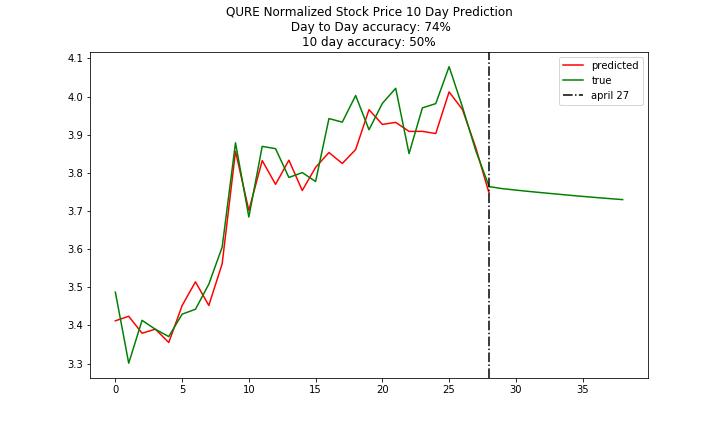 QURE Normalized Stock Price 10 Day Prediction
Day to Day accuracy: 74%
10 day accuracy: 50%
4.1
4.0
3.9
3.8
3.7
3.6
3.5
3.4
3.3
predicted
true
april 27
0 5 10 15 20 25 30 35